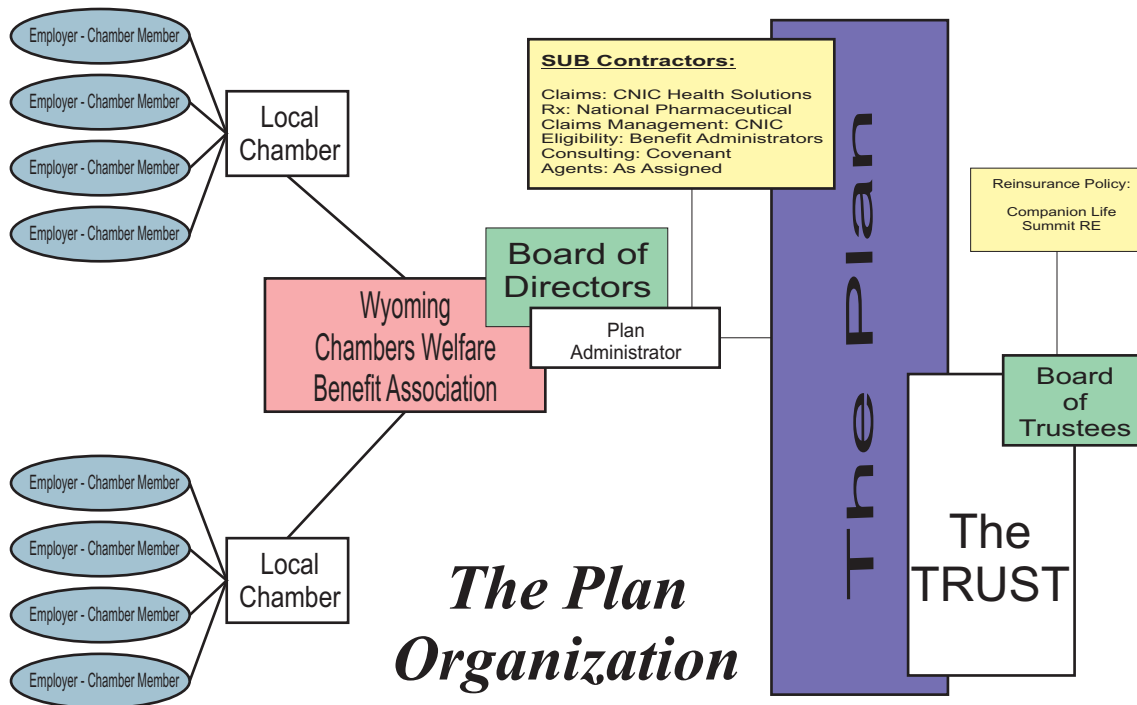 Employer - Chamber Member
Employer - Chamber Member
Employer - Chamber Member
Employer - Chamber Member
Local
Chamber
SUB Contractors:
Claims: CNIC Health Solutions
Rx: National Pharmaceutical
Claims Management: CNIC
Eligibility: Benefit Administrators
Consulting: Covenant
Agents: As Assigned
Board of
Directors
Wyoming
Chambers Welfare
Benefit Association
Plan
Administrator
The Plan
Reinsurance Policy:
Companion Life
Summit RE
Board
of
Trustees
The
TRUST
Employer - Chamber Member
Employer - Chamber Member
Employer - Chamber Member
Employer - Chamber Member
Local
Chamber
The Plan
Organization